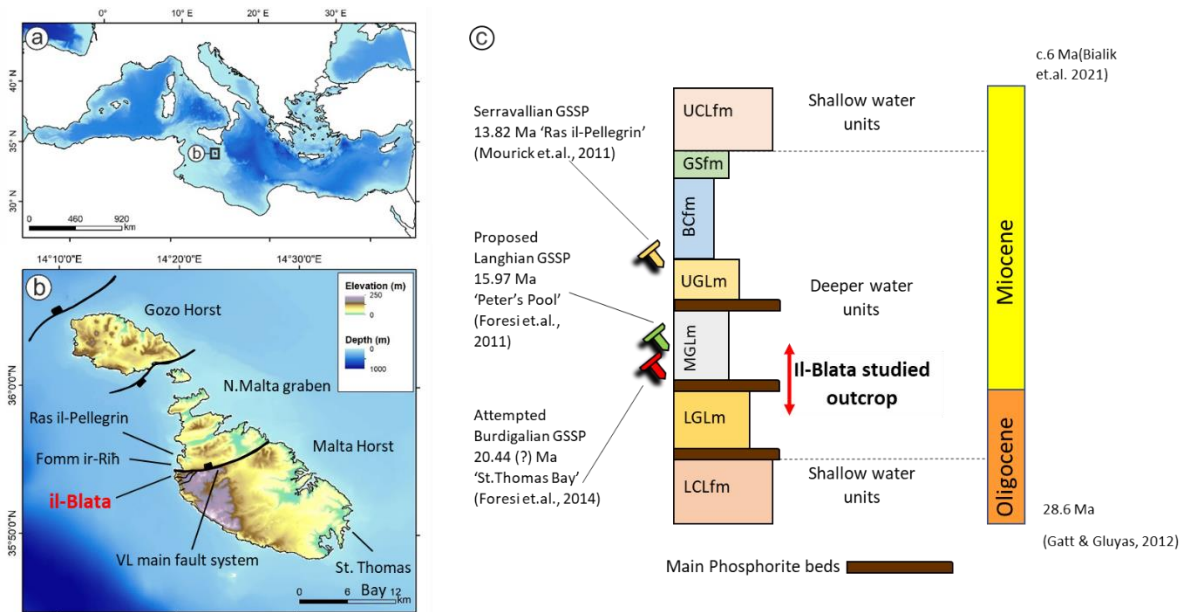 a
0°
10° E
20° E
30° E
40° N
35° N
30° N
b
0
460
920
km
14°10'0"E
14°20'0"E
14°30'0"E
b
Elevation (m)
250
0
Depth (m)
0
1000
Gozo Horst
N.Malta graben
36°0'0"N
Ras il-Pellegrin
Malta Horst
Fomm ir-Riħ
il-Blata
35°50'0"N
VL main fault system
St. Thomas
Bay
0
6
12
km
c
c.6 Ma(Bialik
et.al. 2021)
Serravallian GSSP
13.82 Ma ‘Ras il-Pellegrin’
(Mourick et.al., 2011)
UCLfm
Shallow water
units
GSfm
BCfm
Proposed
Langhian GSSP
15.97 Ma
‘Peter’s Pool’
(Foresi et.al.,
2011)
UGLm
Deeper water
units
MGLm
Il-Blata studied
outcrop
Attempted
Burdigalian GSSP
20.44 (?) Ma
‘St.Thomas Bay’
(Foresi et.al., 2014)
LGLm
LCLfm
Shallow water
units
Miocene
Oligocene
28.6 Ma
(Gatt & Gluyas, 2012)
Main Phosphorite beds